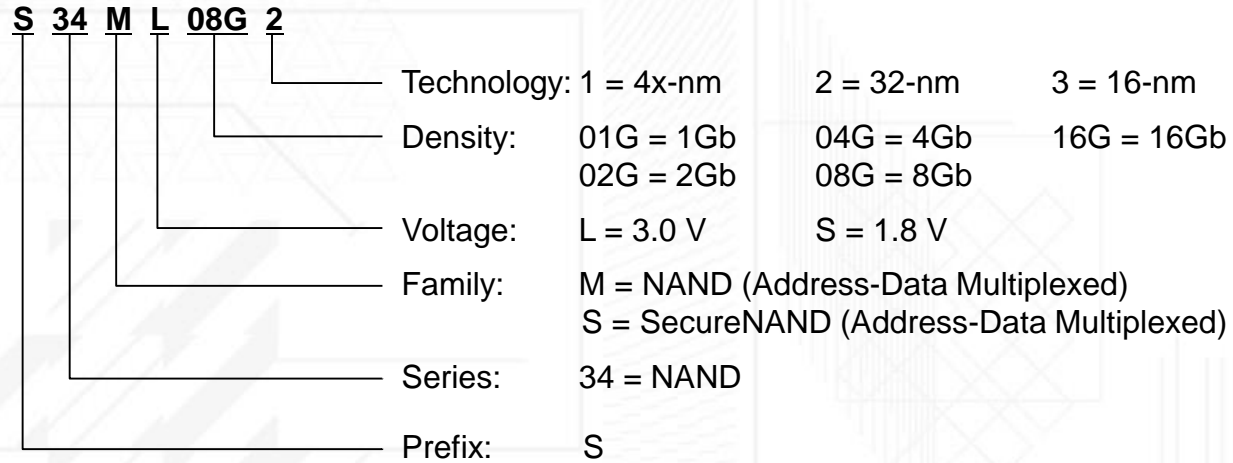 S 34 M L 08G 2
Technology: 1 = 4x-nm 2 = 32-nm 3 = 16-nm
Density: 01G = 1Gb 04G = 4Gb 16G = 16Gb
02G = 2Gb 08G = 8Gb
Voltage: L = 3.0 V S = 1.8 V
Family: M = NAND (Address-Data Multiplexed)
S = SecureNAND (Address-Data Multiplexed)
Series: 34 = NAND
Prefix: S